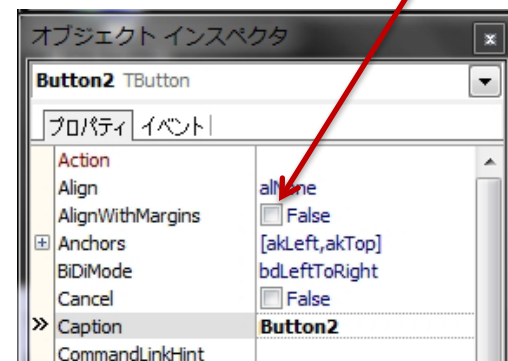 オブジェクト インスペクタ
Button2 TButton
プロパティ イベント
Action
Align alNone
AlignWithMargins False
Anchors [akLeft,akTop]
BiDiMode bdLeftToRight
Cancel False
Caption Button2
CommandLinkHint